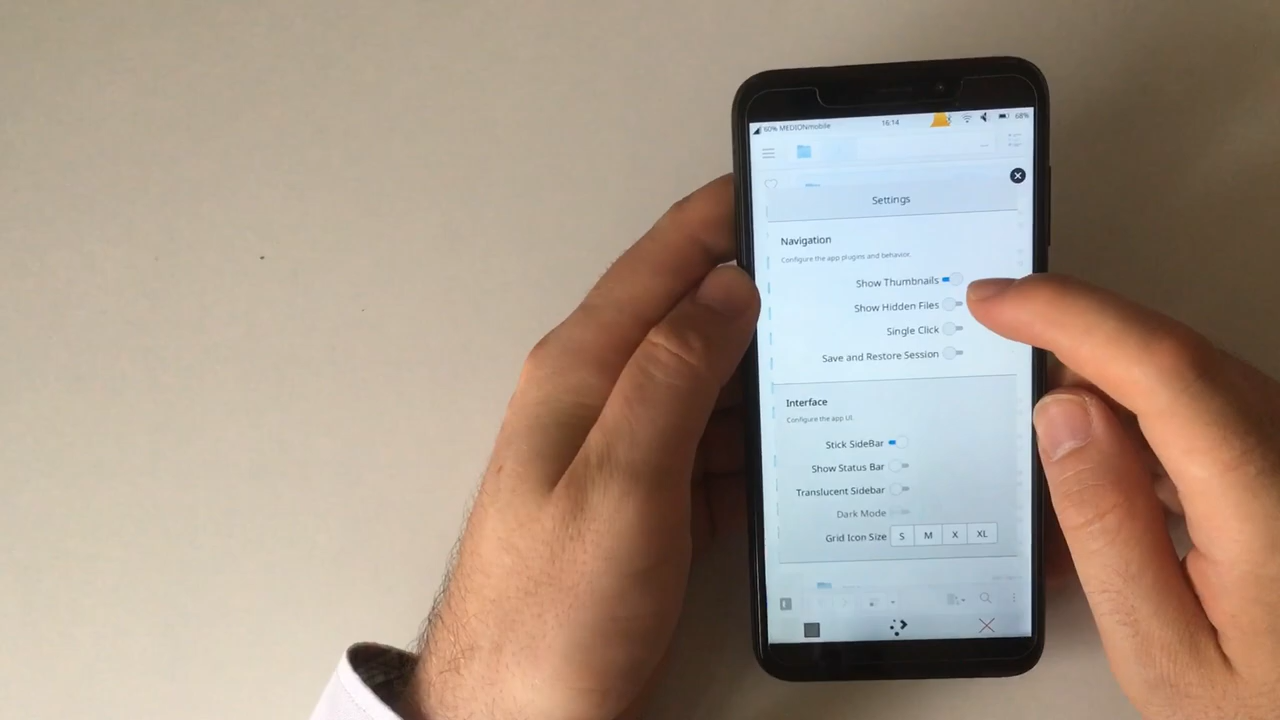 60% MEDIONmobile 16:14 68%
Settings
Navigation
Configure the app plugins and behavior.
Show Thumbnails
Show Hidden Files
Single Click
Save and Restore Session
Interface
Configure the app UI.
Stick SideBar
Show Status Bar
Translucent Sidebar
Dark Mode
Grid Icon Size S M X XL